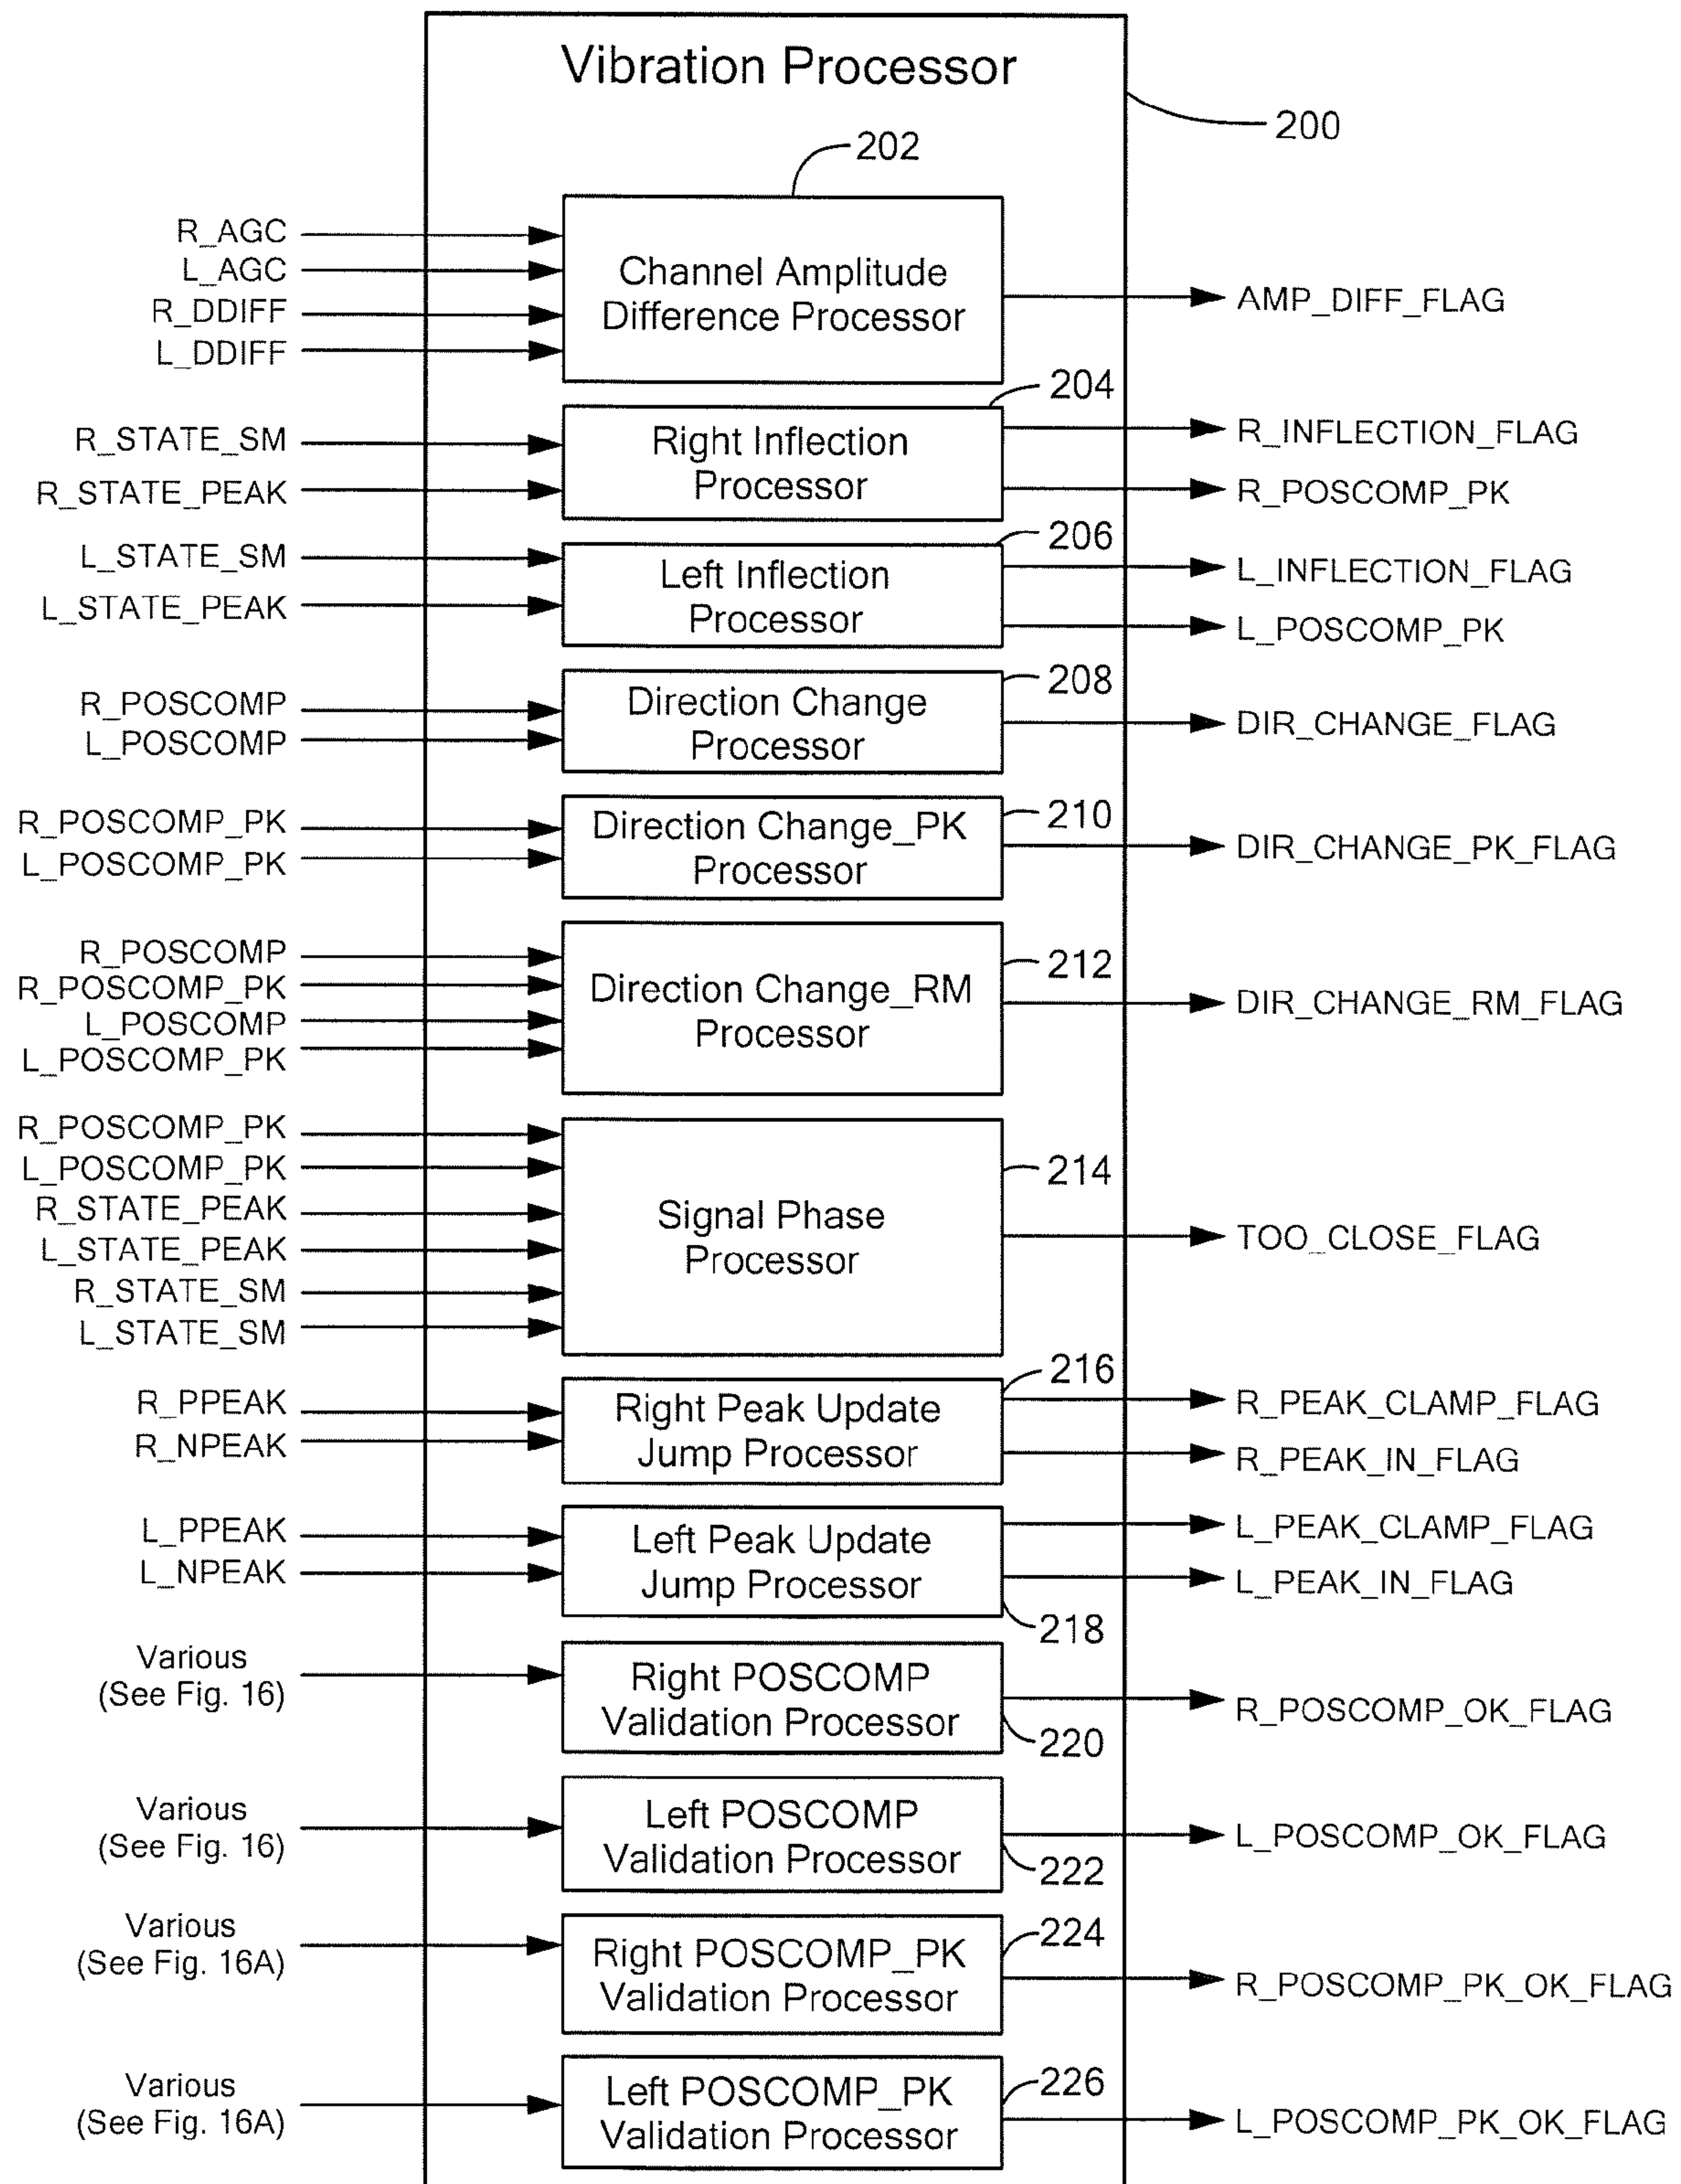 Vibration Processor
200
202
R_AGC
L_AGC
R_DDIFF
L_DDIFF
Channel Amplitude
Difference Processor
AMP_DIFF_FLAG
204
R_STATE_SM
R_STATE_PEAK
Right Inflection
Processor
R_INFLECTION_FLAG
R_POSCOMP_PK
206
L_STATE_SM
L_STATE_PEAK
Left Inflection
Processor
L_INFLECTION_FLAG
L_POSCOMP_PK
208
R_POSCOMP
L_POSCOMP
Direction Change
Processor
DIR_CHANGE_FLAG
210
R_POSCOMP_PK
L_POSCOMP_PK
Direction Change_PK
Processor
DIR_CHANGE_PK_FLAG
212
R_POSCOMP
R_POSCOMP_PK
L_POSCOMP
L_POSCOMP_PK
Direction Change_RM
Processor
DIR_CHANGE_RM_FLAG
214
R_POSCOMP_PK
L_POSCOMP_PK
R_STATE_PEAK
L_STATE_PEAK
R_STATE_SM
L_STATE_SM
Signal Phase
Processor
TOO_CLOSE_FLAG
216
R_PPEAK
R_NPEAK
Right Peak Update
Jump Processor
R_PEAK_CLAMP_FLAG
R_PEAK_IN_FLAG
L_PPEAK
L_NPEAK
Left Peak Update
Jump Processor
L_PEAK_CLAMP_FLAG
L_PEAK_IN_FLAG
218
Various
(See Fig. 16)
Right POSCOMP
Validation Processor
R_POSCOMP_OK_FLAG
220
Various
(See Fig. 16)
Left POSCOMP
Validation Processor
L_POSCOMP_OK_FLAG
222
Various
(See Fig. 16A)
224
Right POSCOMP_PK
Validation Processor
R_POSCOMP_PK_OK_FLAG
Various
(See Fig. 16A)
226
Left POSCOMP_PK
Validation Processor
L_POSCOMP_PK_OK_FLAG